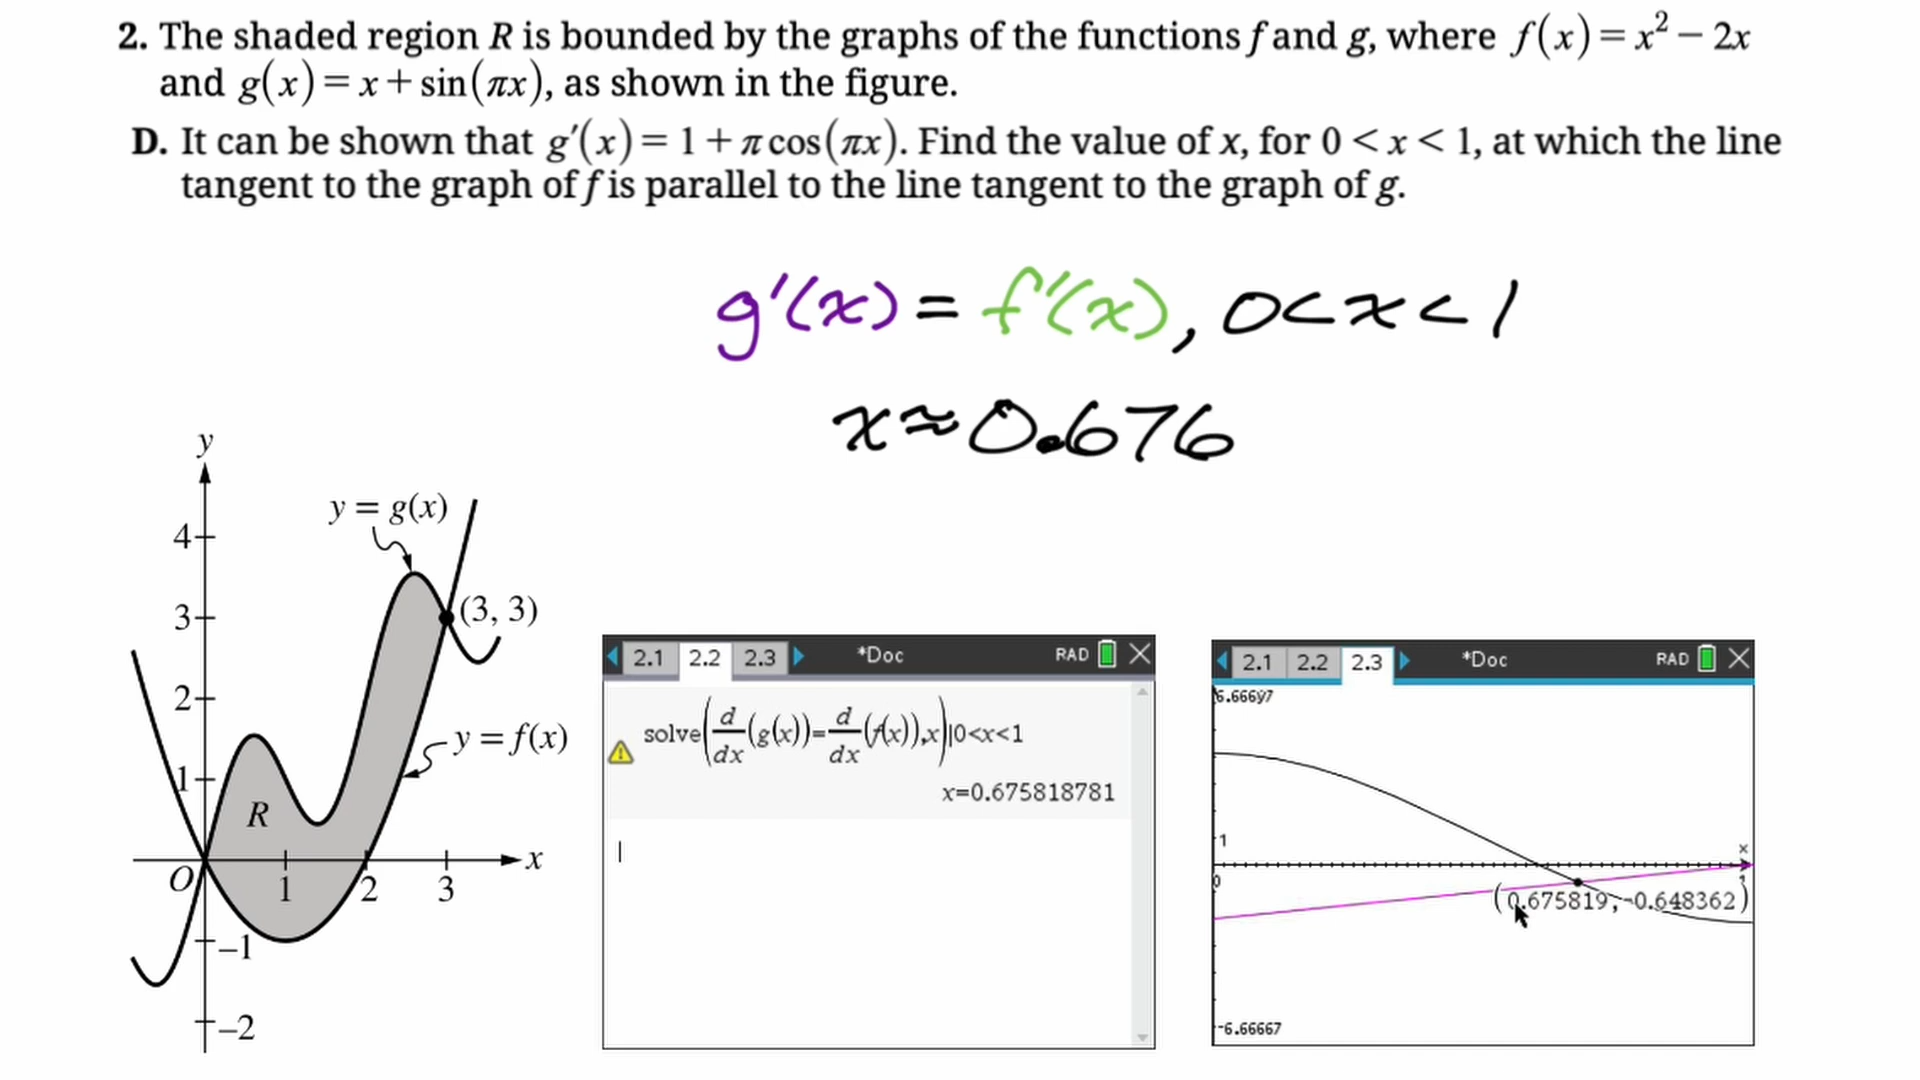 2. The shaded region R is bounded by the graphs of the functions f and g, where f(x) = x² − 2x
and g(x) = x + sin(πx), as shown in the figure.
D. It can be shown that g′(x) = 1 + π cos(πx). Find the value of x, for 0 < x < 1, at which the line
tangent to the graph of f is parallel to the line tangent to the graph of g.
g'(x) = f'(x), 0<x<1
x≈0.676
y
y = g(x)
4
3
(3, 3)
2
y = f(x)
1
R
O
1
2
3
x
−1
−2
2.1 2.2 2.3 *Doc RAD
solve(d/dx(g(x))=d/dx(f(x)),x)|0<x<1
x=0.675818781
2.1 2.2 2.3 *Doc RAD
6.66667
y
1
x
0
1
(0.675819,-0.648362)
-6.66667